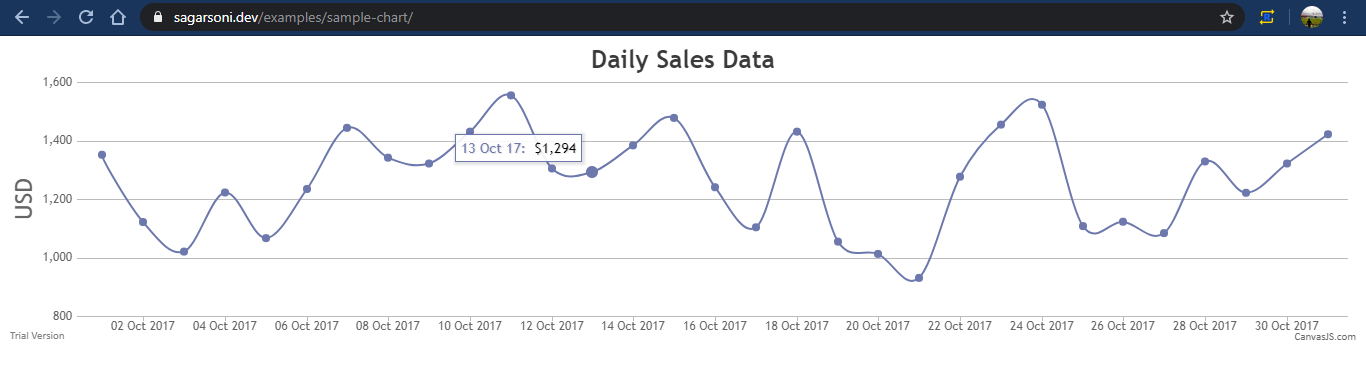 sagarsoni.dev/examples/sample-chart/
Daily Sales Data
1,600
1,400
1,200
1,000
800
USD
13 Oct 17: $1,294
02 Oct 2017 04 Oct 2017 06 Oct 2017 08 Oct 2017 10 Oct 2017 12 Oct 2017 14 Oct 2017 16 Oct 2017 18 Oct 2017 20 Oct 2017 22 Oct 2017 24 Oct 2017 26 Oct 2017 28 Oct 2017 30 Oct 2017
Trial Version CanvasJS.com